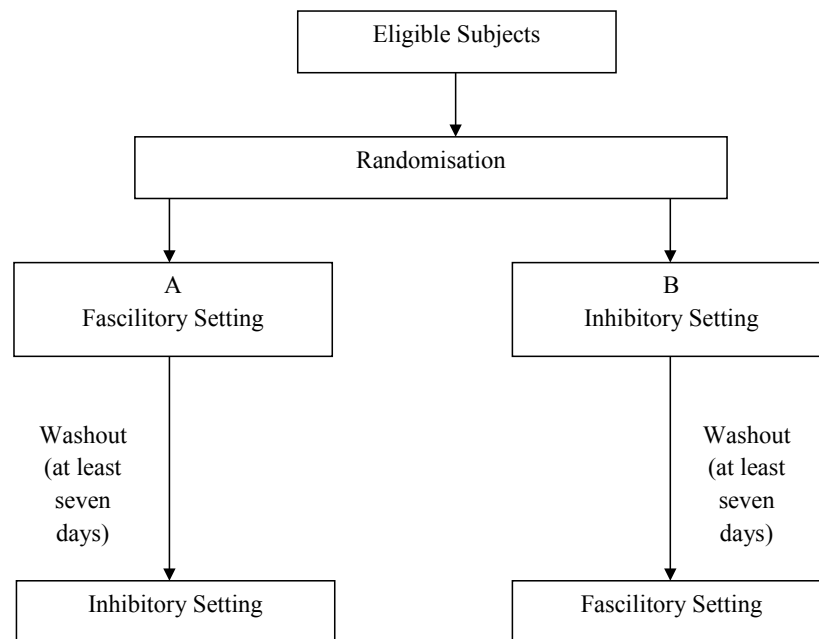 Eligible Subjects
Randomisation
A
Fascilitory Setting
B
Inhibitory Setting
Washout
(at least
seven
days)
Washout
(at least
seven
days)
Inhibitory Setting
Fascilitory Setting